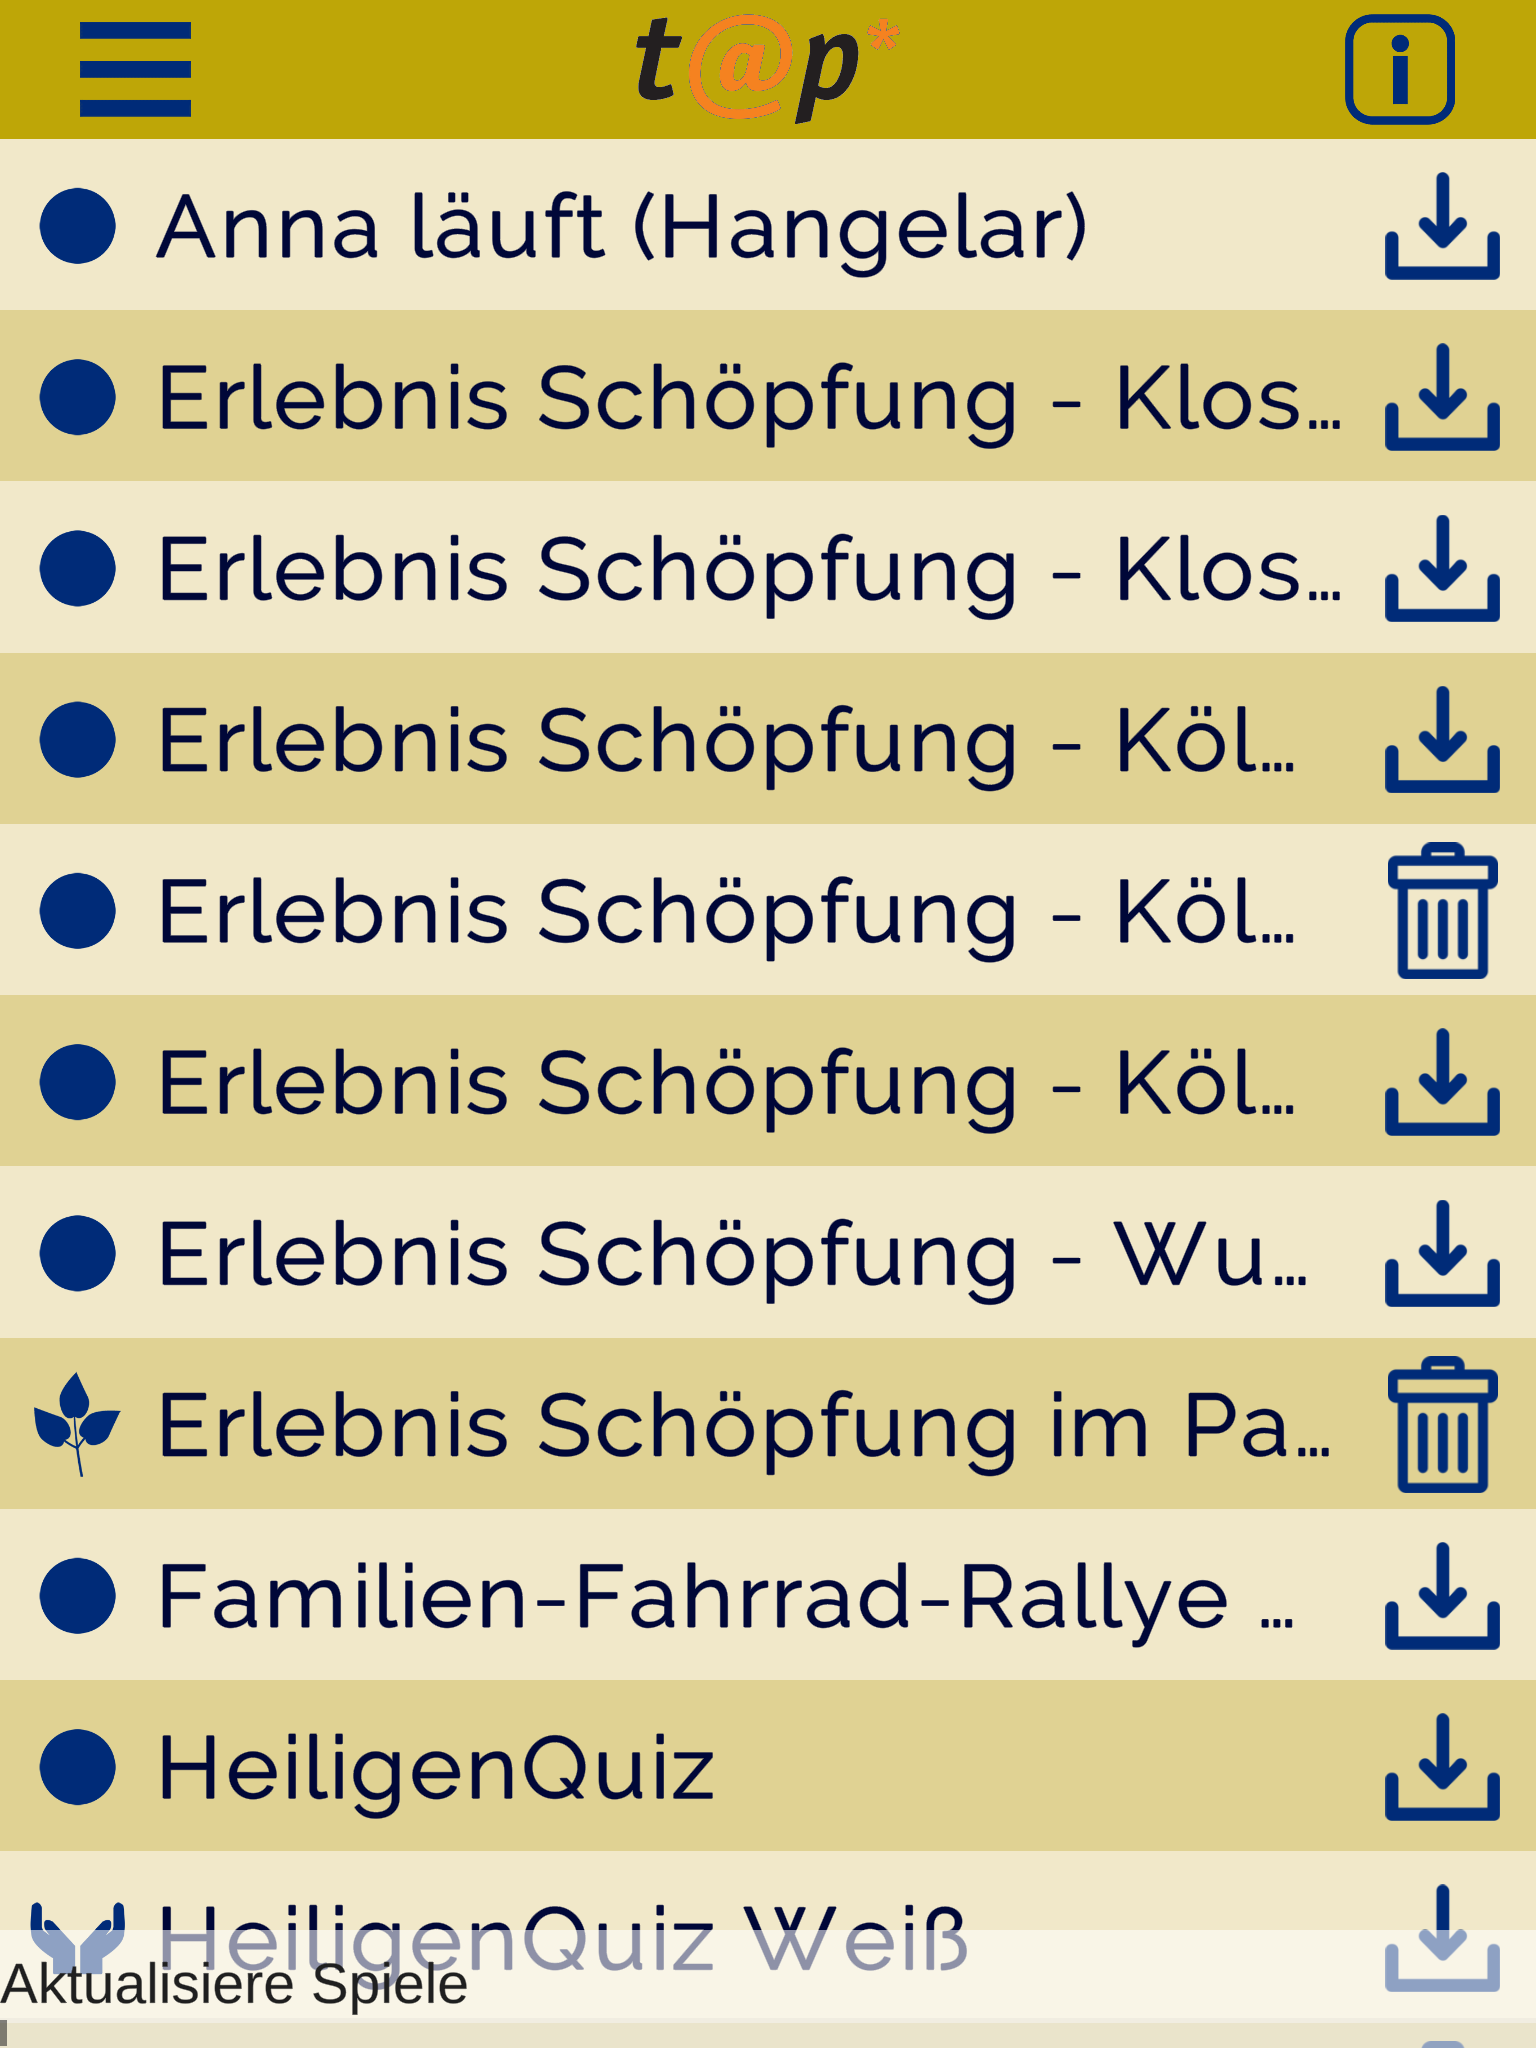 t@p*
Anna läuft (Hangelar)
Erlebnis Schöpfung - Klos...
Erlebnis Schöpfung - Klos...
Erlebnis Schöpfung - Köl...
Erlebnis Schöpfung - Köl...
Erlebnis Schöpfung - Köl...
Erlebnis Schöpfung - Wu...
Erlebnis Schöpfung im Pa...
Familien-Fahrrad-Rallye ...
HeiligenQuiz
HeiligenQuiz Weiß
Aktualisiere Spiele